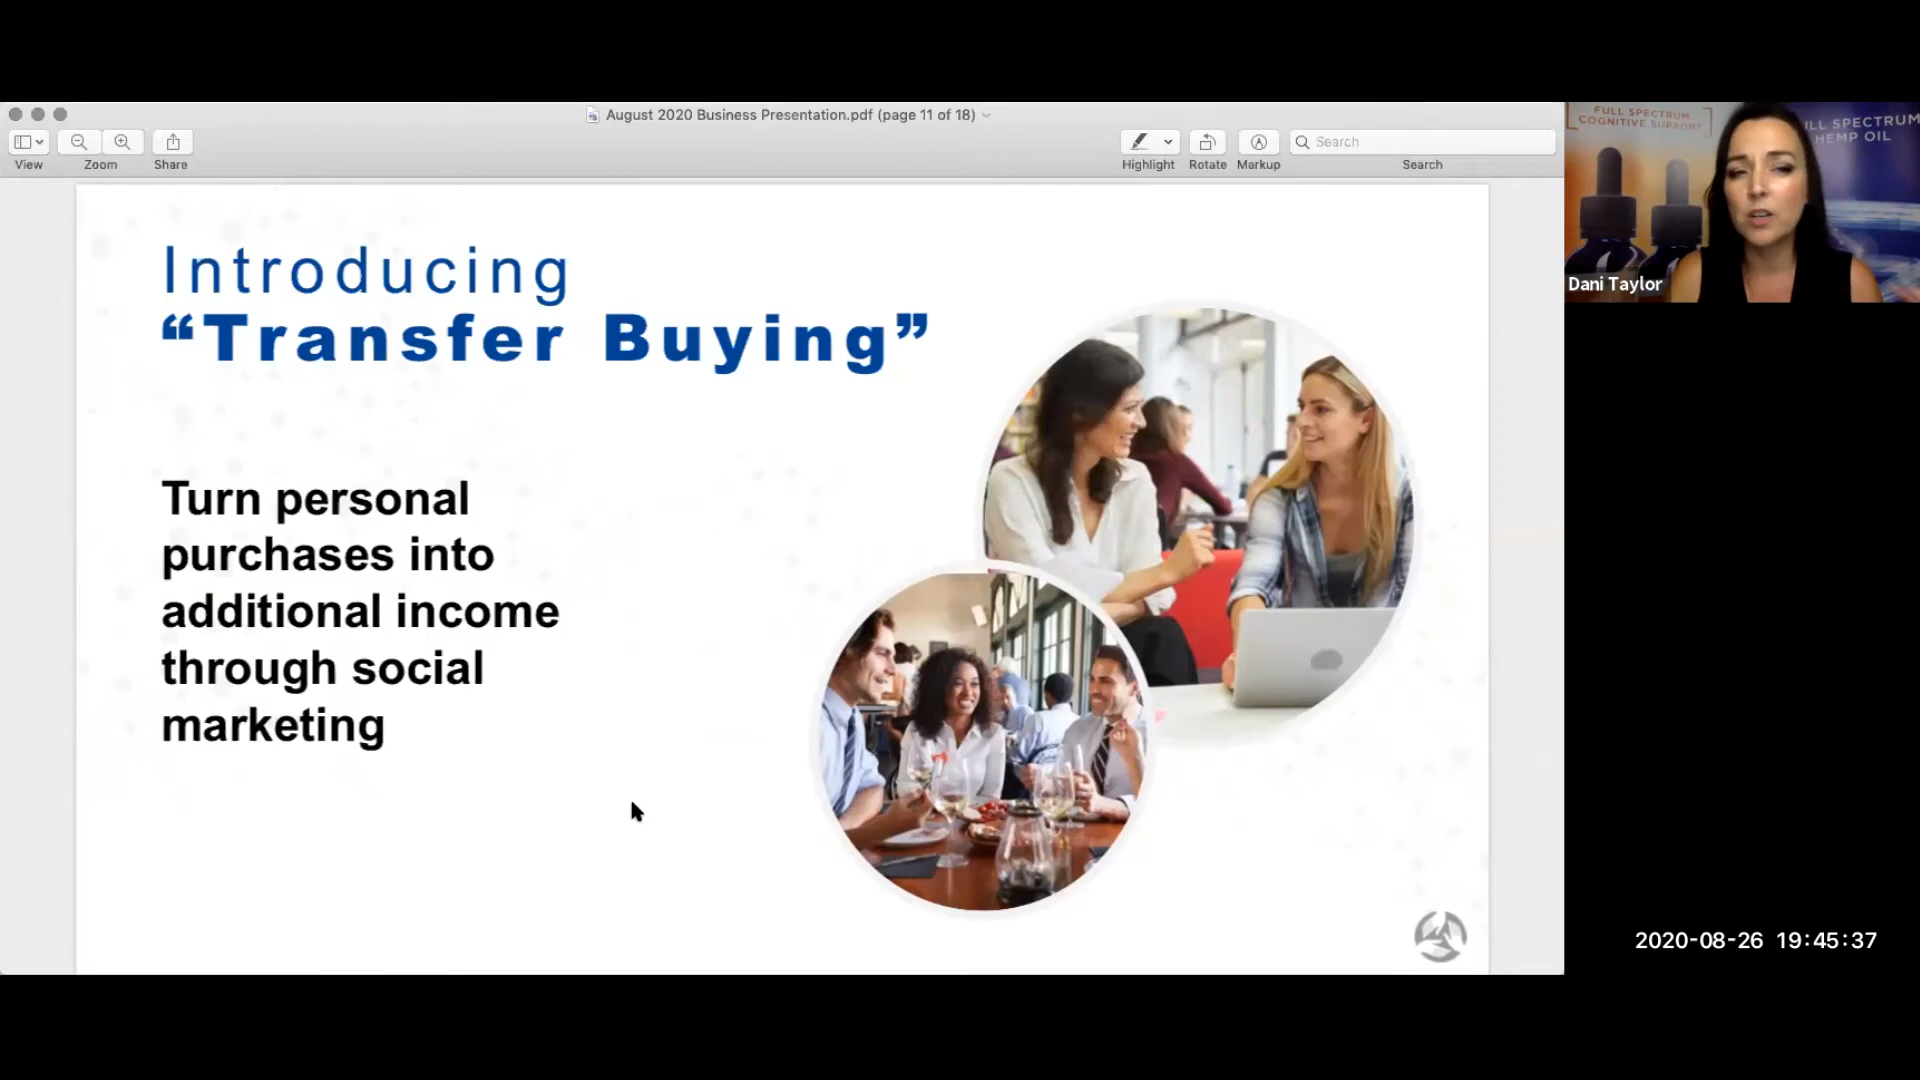 August 2020 Business Presentation.pdf (page 11 of 18)
View
Zoom
Share
Highlight
Rotate
Markup
Search
Search
Introducing
“Transfer Buying”
Turn personal
purchases into
additional income
through social
marketing
FULL SPECTRUM
COGNITIVE SUPPORT
SPECTRUM
HEMP OIL
Dani Taylor
2020-08-26 19:45:37